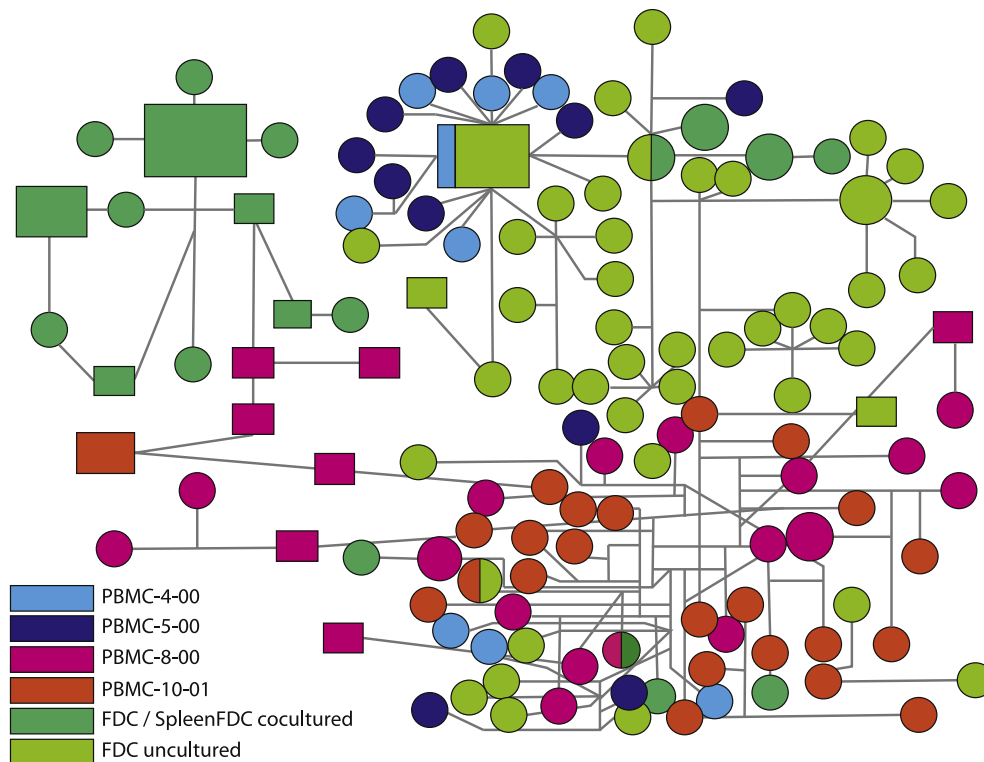 PBMC-4-00
PBMC-5-00
PBMC-8-00
PBMC-10-01
FDC / SpleenFDC cocultured
FDC uncultured